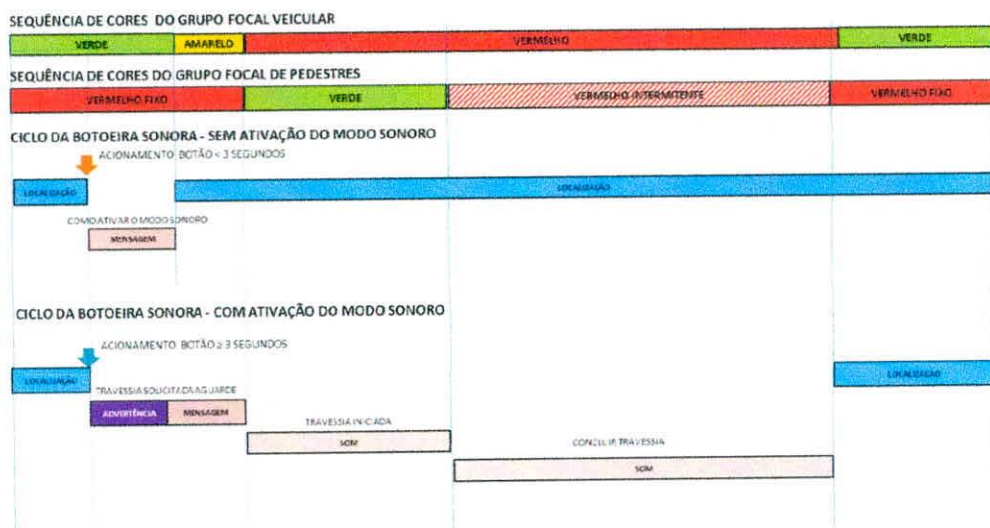 SEQUÊNCIA DE CORES DO GRUPO FOCAL VEICULAR
VERDE AMARELO VERMELHO VERDE
SEQUÊNCIA DE CORES DO GRUPO FOCAL DE PEDESTRES
VERMELHO FIXO VERDE VERMELHO INTERMITENTE VERMELHO FIXO
CICLO DA BOTOEIRA SONORA - SEM ATIVAÇÃO DO MODO SONORO
ACIONAMENTO BOTÃO < 3 SEGUNDOS
LOCALIZAÇÃO LOCALIZAÇÃO
COMO ATIVAR O MODO SONORO
MENSAGEM
CICLO DA BOTOEIRA SONORA - COM ATIVAÇÃO DO MODO SONORO
ACIONAMENTO BOTÃO ≥ 3 SEGUNDOS
LOCALIZAÇÃO LOCALIZAÇÃO
TRAVESSIA SOLICITADA AGUARDE
ADVERTÊNCIA MENSAGEM
TRAVESSIA INICIADA
SOM
CONCLUIR TRAVESSIA
SOM